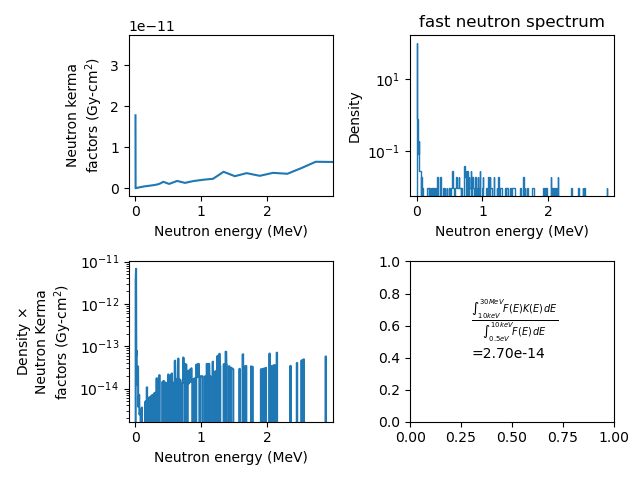 1e−11
Neutron kerma
factors (Gy-cm²)
3
2
1
0
0 1 2
Neutron energy (MeV)
fast neutron spectrum
Density
10¹
10⁻¹
0 1 2
Neutron energy (MeV)
Density ×
Neutron Kerma
factors (Gy-cm²)
10⁻¹¹
10⁻¹²
10⁻¹³
10⁻¹⁴
0 1 2
Neutron energy (MeV)
1.0
0.8
0.6
0.4
0.2
0.0
0.00 0.25 0.50 0.75 1.00
∫₁₀ₖₑV^30MeV F(E)K(E)dE
∫₀.₅ₑV^10keV F(E)dE
=2.70e-14